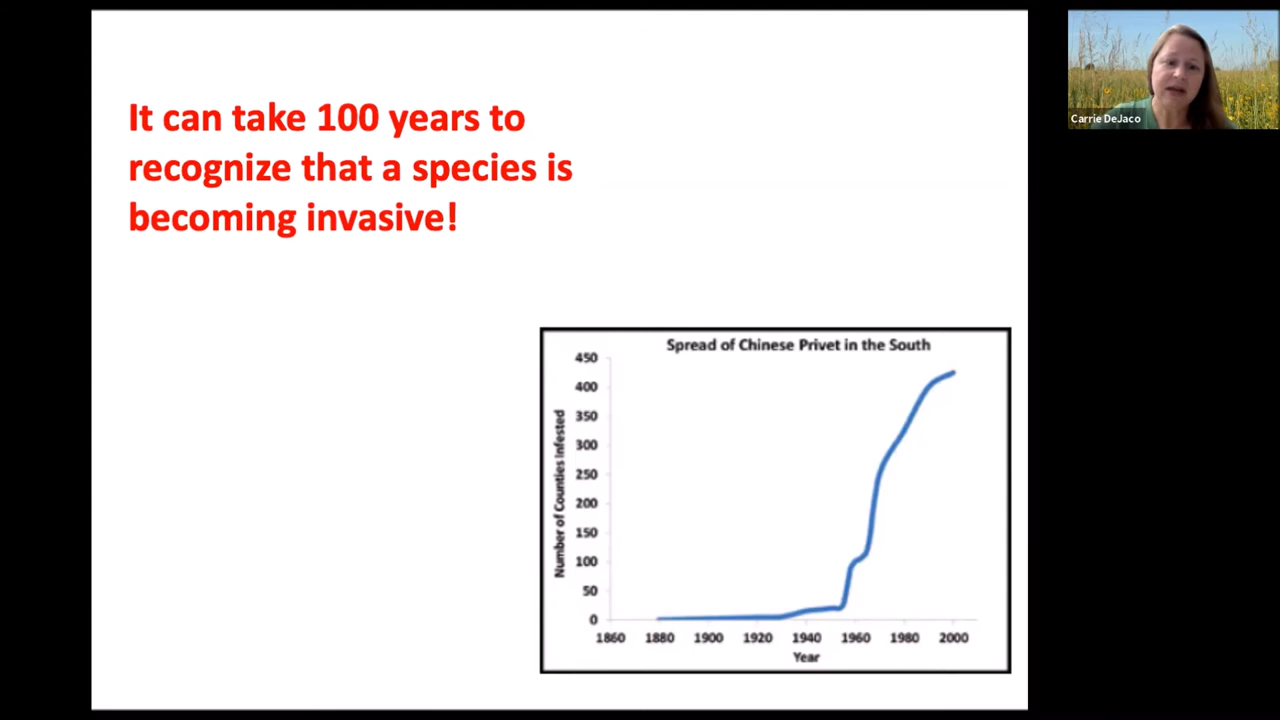 It can take 100 years to
recognize that a species is
becoming invasive!
Carrie DeJaco
Spread of Chinese Privet in the South
Number of Counties Infested
450
400
350
300
250
200
150
100
50
0
1860 1880 1900 1920 1940 1960 1980 2000
Year